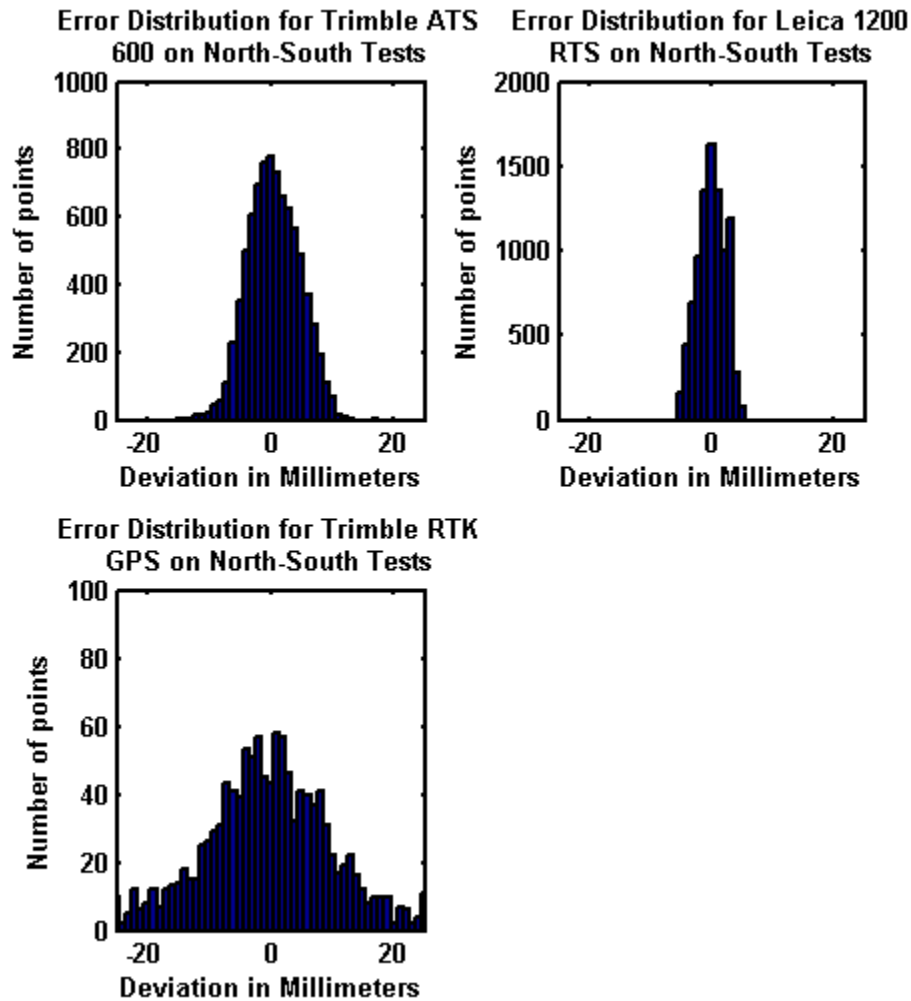 Error Distribution for Trimble ATS
600 on North-South Tests
1000
800
600
400
200
0
-20 0 20
Number of points
Deviation in Millimeters
Error Distribution for Leica 1200
RTS on North-South Tests
2000
1500
1000
500
0
-20 0 20
Number of points
Deviation in Millimeters
Error Distribution for Trimble RTK
GPS on North-South Tests
100
80
60
40
20
0
-20 0 20
Number of points
Deviation in Millimeters